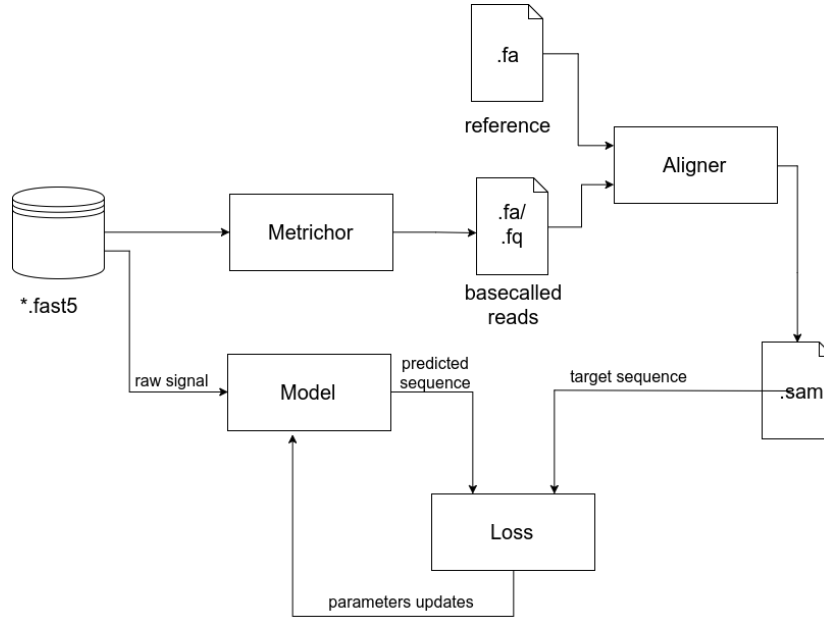 .fa
reference
Aligner
Metrichor
.fa/
.fq
basecalled
reads
*.fast5
raw signal
Model
predicted
sequence
target sequence
.sam
Loss
parameters updates